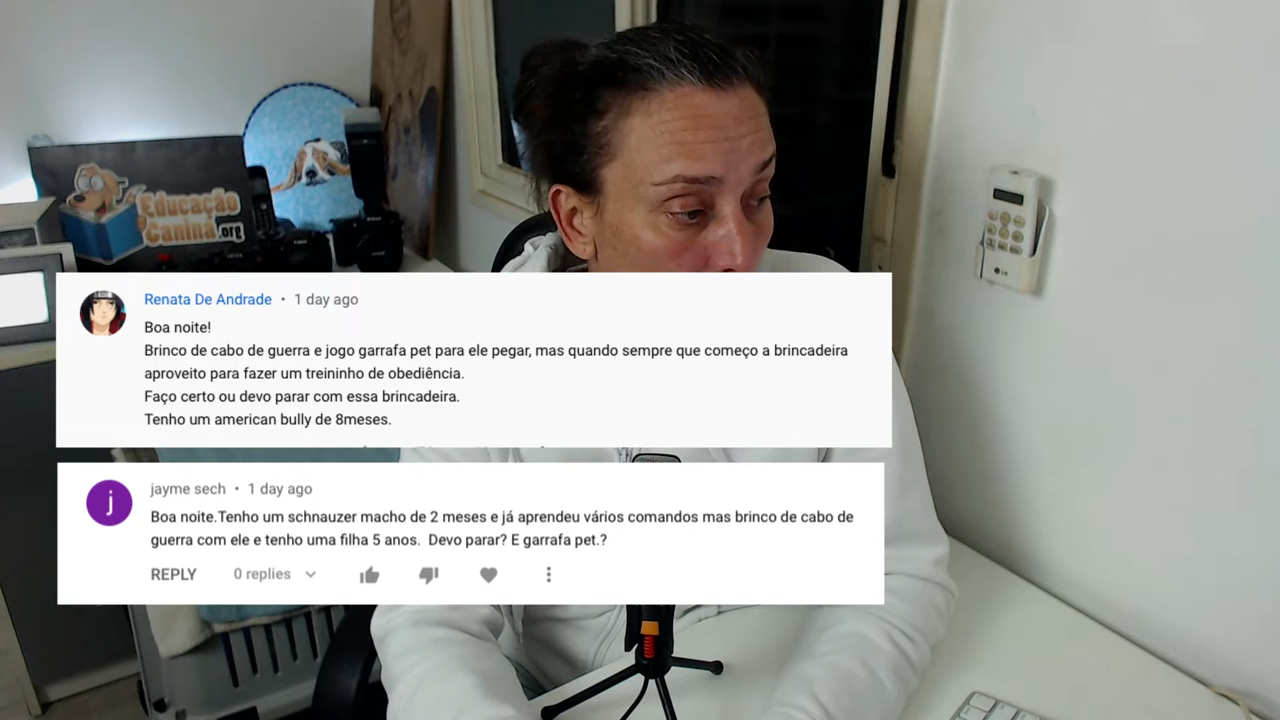 Educação
Canina.org
Renata De Andrade • 1 day ago
Boa noite!
Brinco de cabo de guerra e jogo garrafa pet para ele pegar, mas quando sempre que começo a brincadeira
aproveito para fazer um treininho de obediência.
Faço certo ou devo parar com essa brincadeira.
Tenho um american bully de 8meses.
j
jayme sech • 1 day ago
Boa noite.Tenho um schnauzer macho de 2 meses e já aprendeu vários comandos mas brinco de cabo de
guerra com ele e tenho uma filha 5 anos.  Devo parar? E garrafa pet.?
REPLY 0 replies
LG